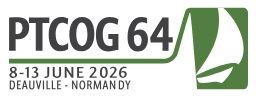 PTCOG 64
8-13 JUNE 2026
DEAUVILLE - NORMANDY